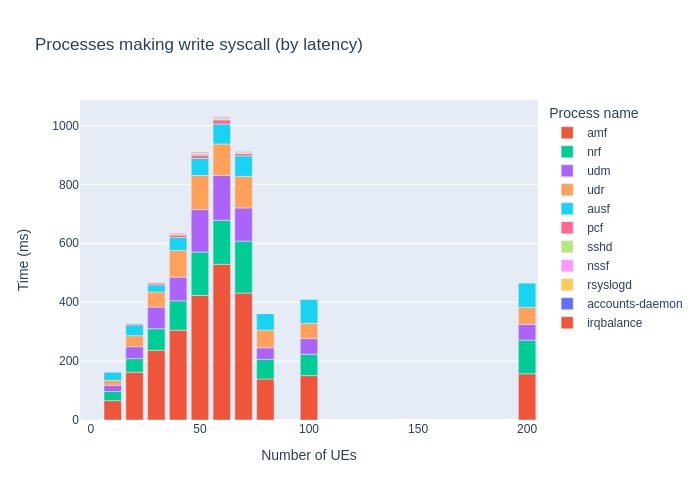 Processes making write syscall (by latency)
Process name
amf
nrf
udm
udr
ausf
pcf
sshd
nssf
rsyslogd
accounts-daemon
irqbalance
Time (ms)
1000
800
600
400
200
0
0 50 100 150 200
Number of UEs